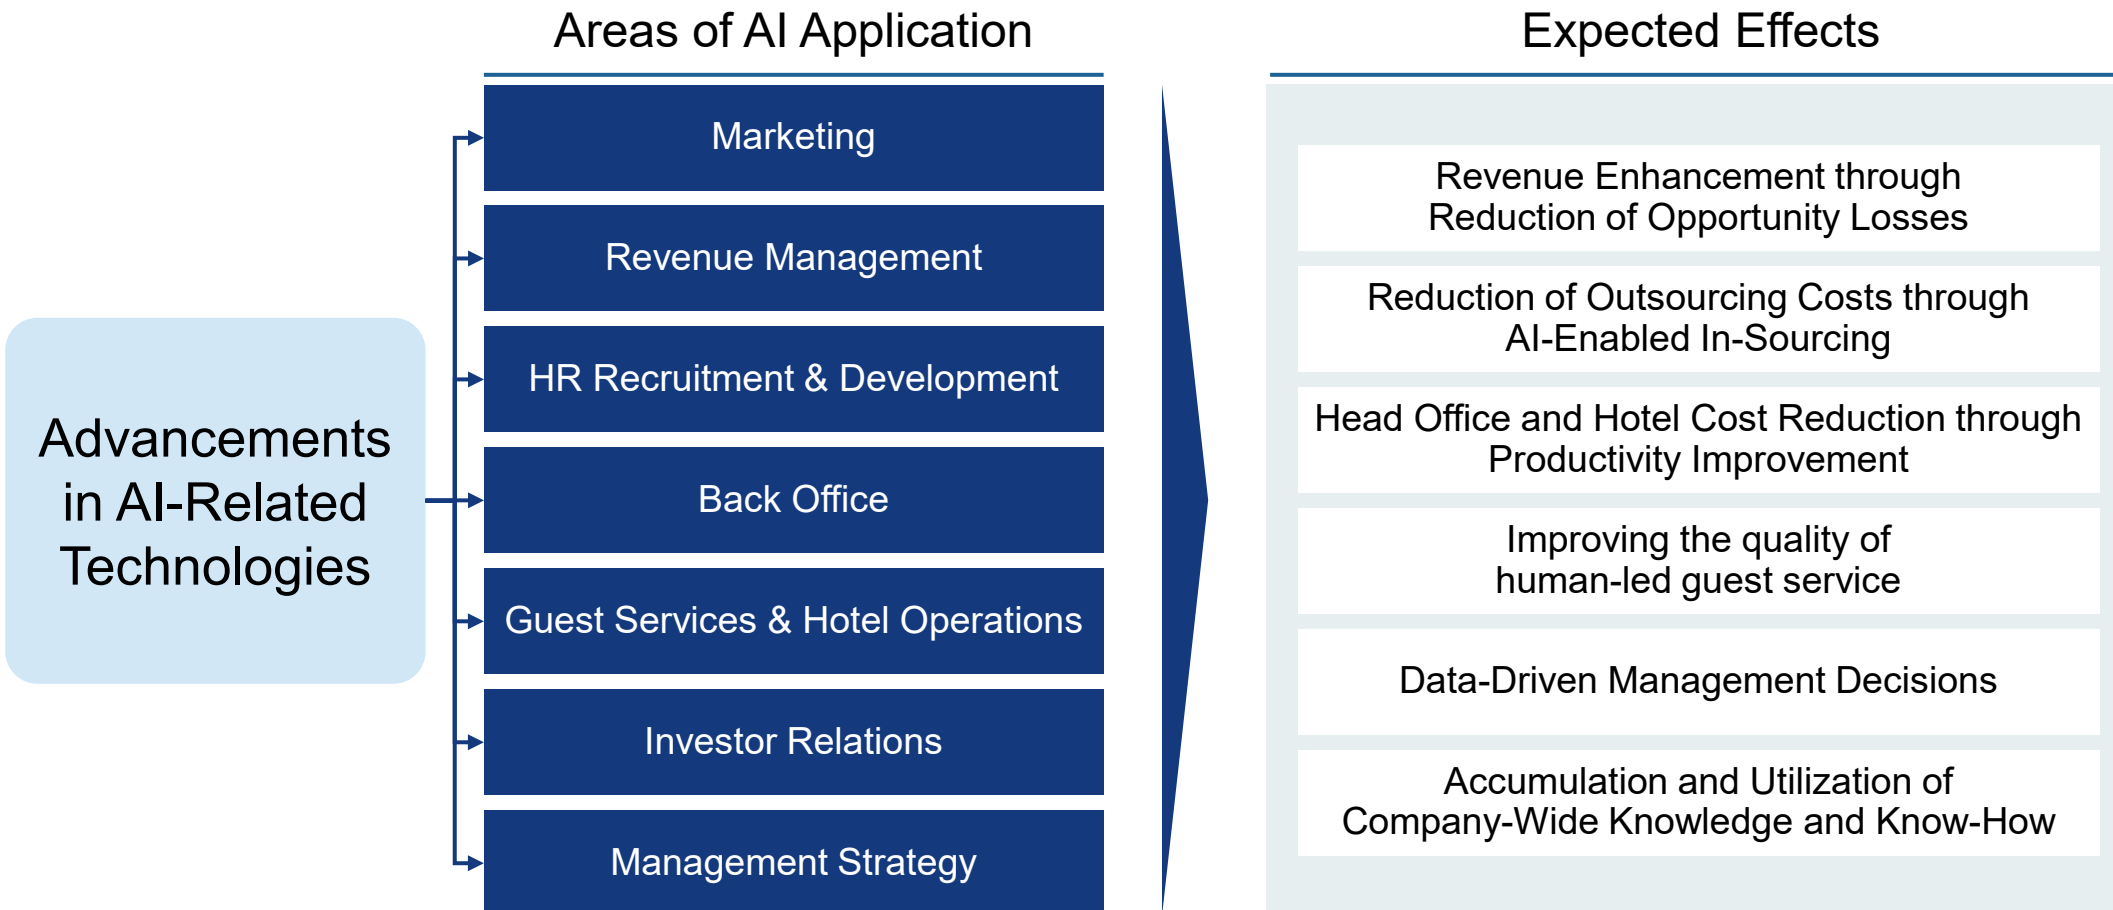 Areas of AI Application
Expected Effects
Advancements
in AI-Related
Technologies
Marketing
Revenue Management
HR Recruitment & Development
Back Office
Guest Services & Hotel Operations
Investor Relations
Management Strategy
Revenue Enhancement through
Reduction of Opportunity Losses
Reduction of Outsourcing Costs through
AI-Enabled In-Sourcing
Head Office and Hotel Cost Reduction through
Productivity Improvement
Improving the quality of
human-led guest service
Data-Driven Management Decisions
Accumulation and Utilization of
Company-Wide Knowledge and Know-How